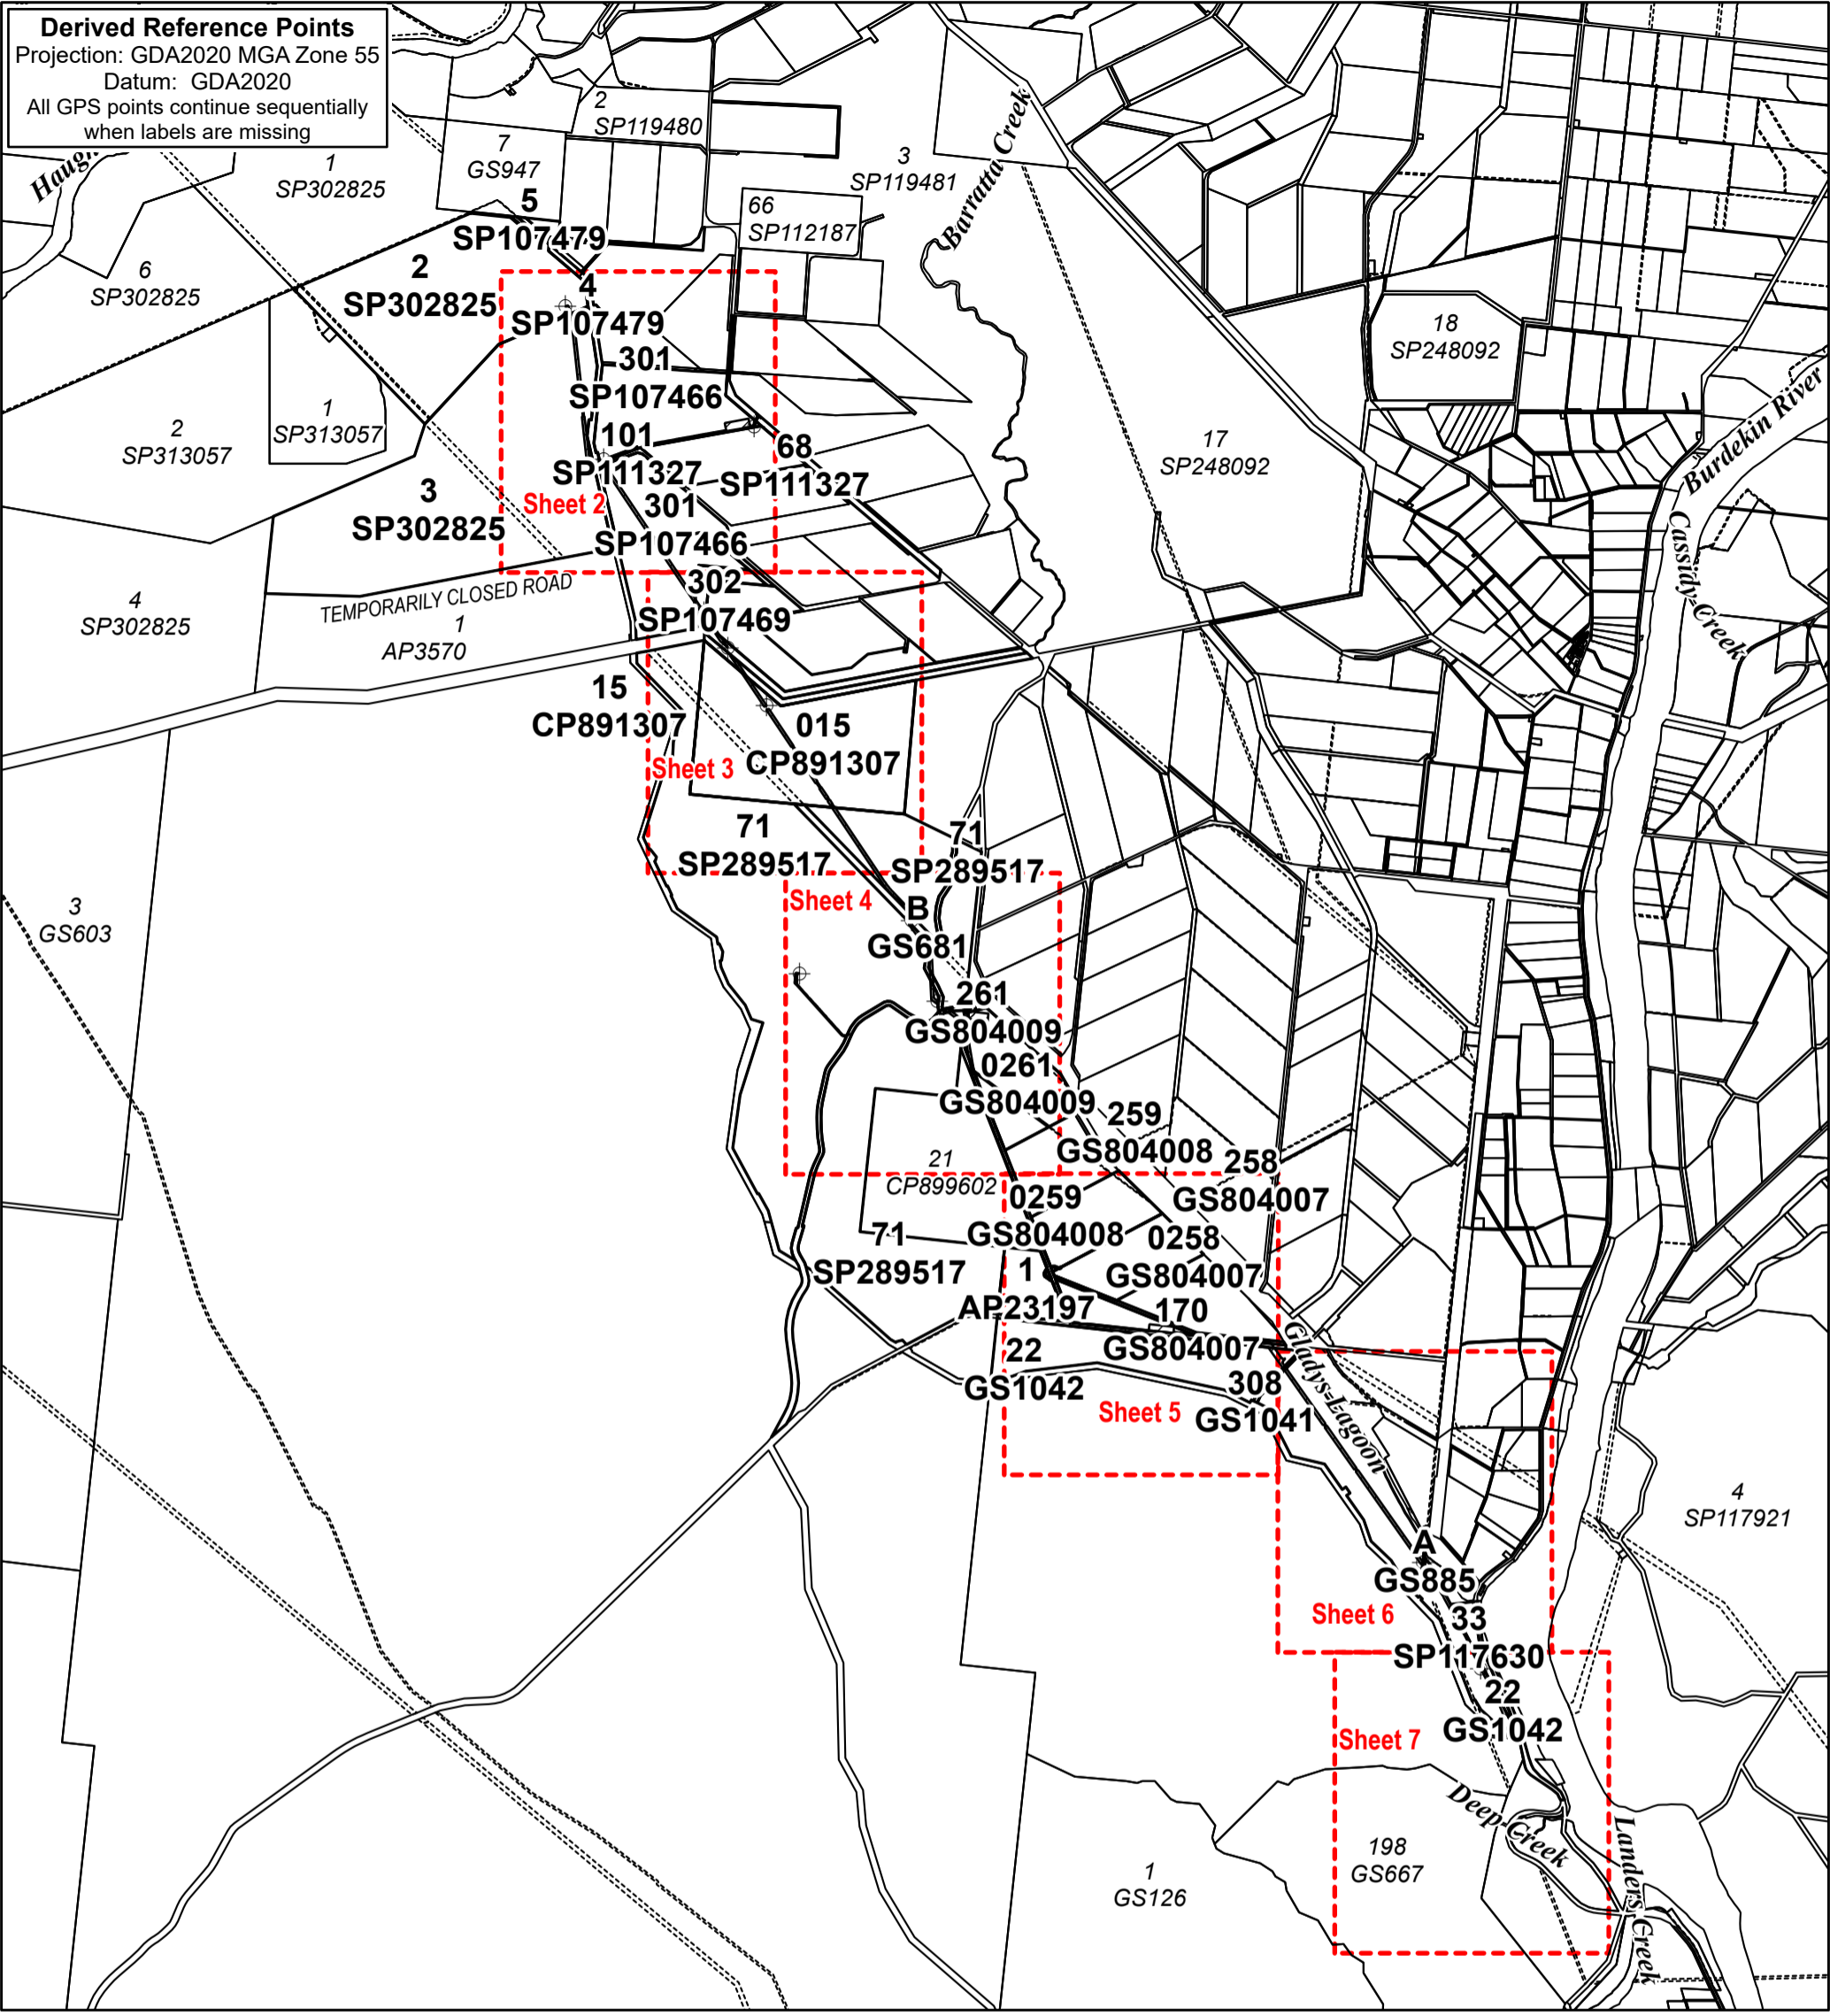 Derived Reference Points
Projection: GDA2020 MGA Zone 55
Datum: GDA2020
All GPS points continue sequentially
when labels are missing
2
SP119480
7
GS947
1
SP302825
3
SP119481
Barratta Creek
5
SP107479
66
SP112187
6
SP302825
2
SP302825
4
SP107479
18
SP248092
301
SP107466
1
SP313057
2
SP313057
101
SP111327
68
SP111327
17
SP248092
Burdekin River
3
SP302825
Sheet 2
301
SP107466
Cassidy Creek
302
SP107469
TEMPORARILY CLOSED ROAD
4
SP302825
1
AP3570
15
CP891307
015
CP891307
Sheet 3
71
SP289517
71
SP289517
Sheet 4
B
GS681
3
GS603
261
GS804009
0261
GS804009
259
GS804008
258
GS804007
21
CP899602
0259
GS804008
71
SP289517
0258
GS804007
1
AP23197
170
GS804007
22
GS1042
Gladys Lagoon
308
GS1041
Sheet 5
4
SP117921
A
GS885
Sheet 6
33
SP117630
22
GS1042
Sheet 7
Deep Creek
Landers Creek
198
GS667
1
GS126